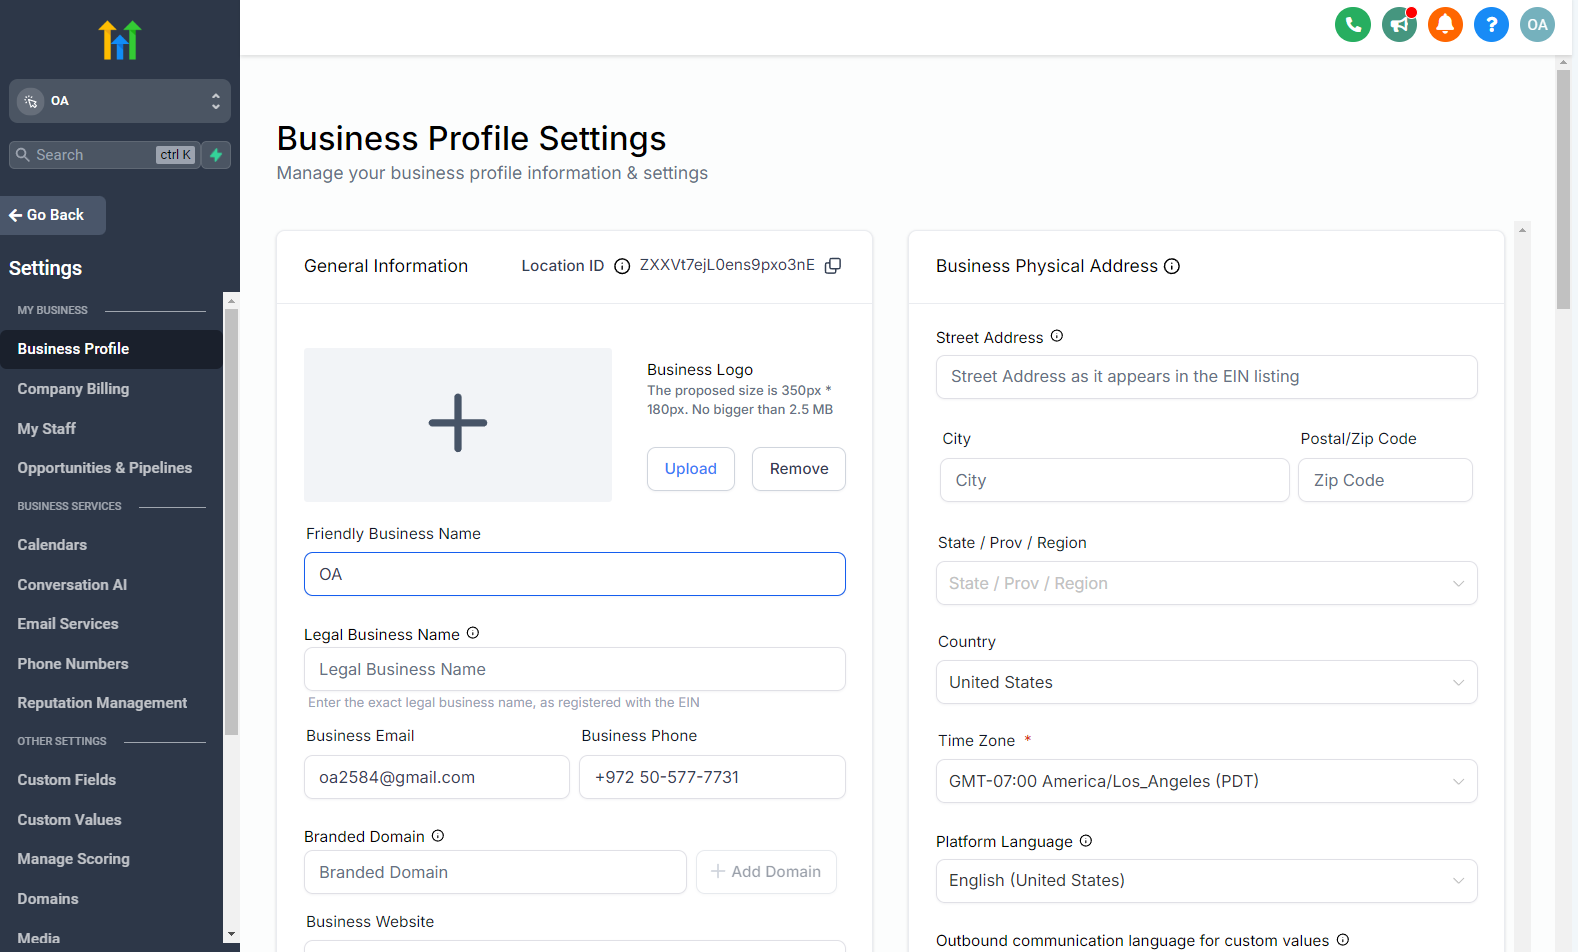 OA
OA
Search
ctrl K
Go Back
Settings
MY BUSINESS
Business Profile
Company Billing
My Staff
Opportunities & Pipelines
BUSINESS SERVICES
Calendars
Conversation AI
Email Services
Phone Numbers
Reputation Management
OTHER SETTINGS
Custom Fields
Custom Values
Manage Scoring
Domains
Media
Business Profile Settings
Manage your business profile information & settings
General Information
Location ID
ZXXVt7ejL0ens9pxo3nE
Business Logo
The proposed size is 350px *
180px. No bigger than 2.5 MB
Upload
Remove
Friendly Business Name
OA
Legal Business Name
Legal Business Name
Enter the exact legal business name, as registered with the EIN
Business Email
Business Phone
oa2584@gmail.com
+972 50-577-7731
Branded Domain
Branded Domain
Add Domain
Business Website
Business Physical Address
Street Address
Street Address as it appears in the EIN listing
City
Postal/Zip Code
City
Zip Code
State / Prov / Region
State / Prov / Region
Country
United States
Time Zone *
GMT-07:00 America/Los_Angeles (PDT)
Platform Language
English (United States)
Outbound communication language for custom values